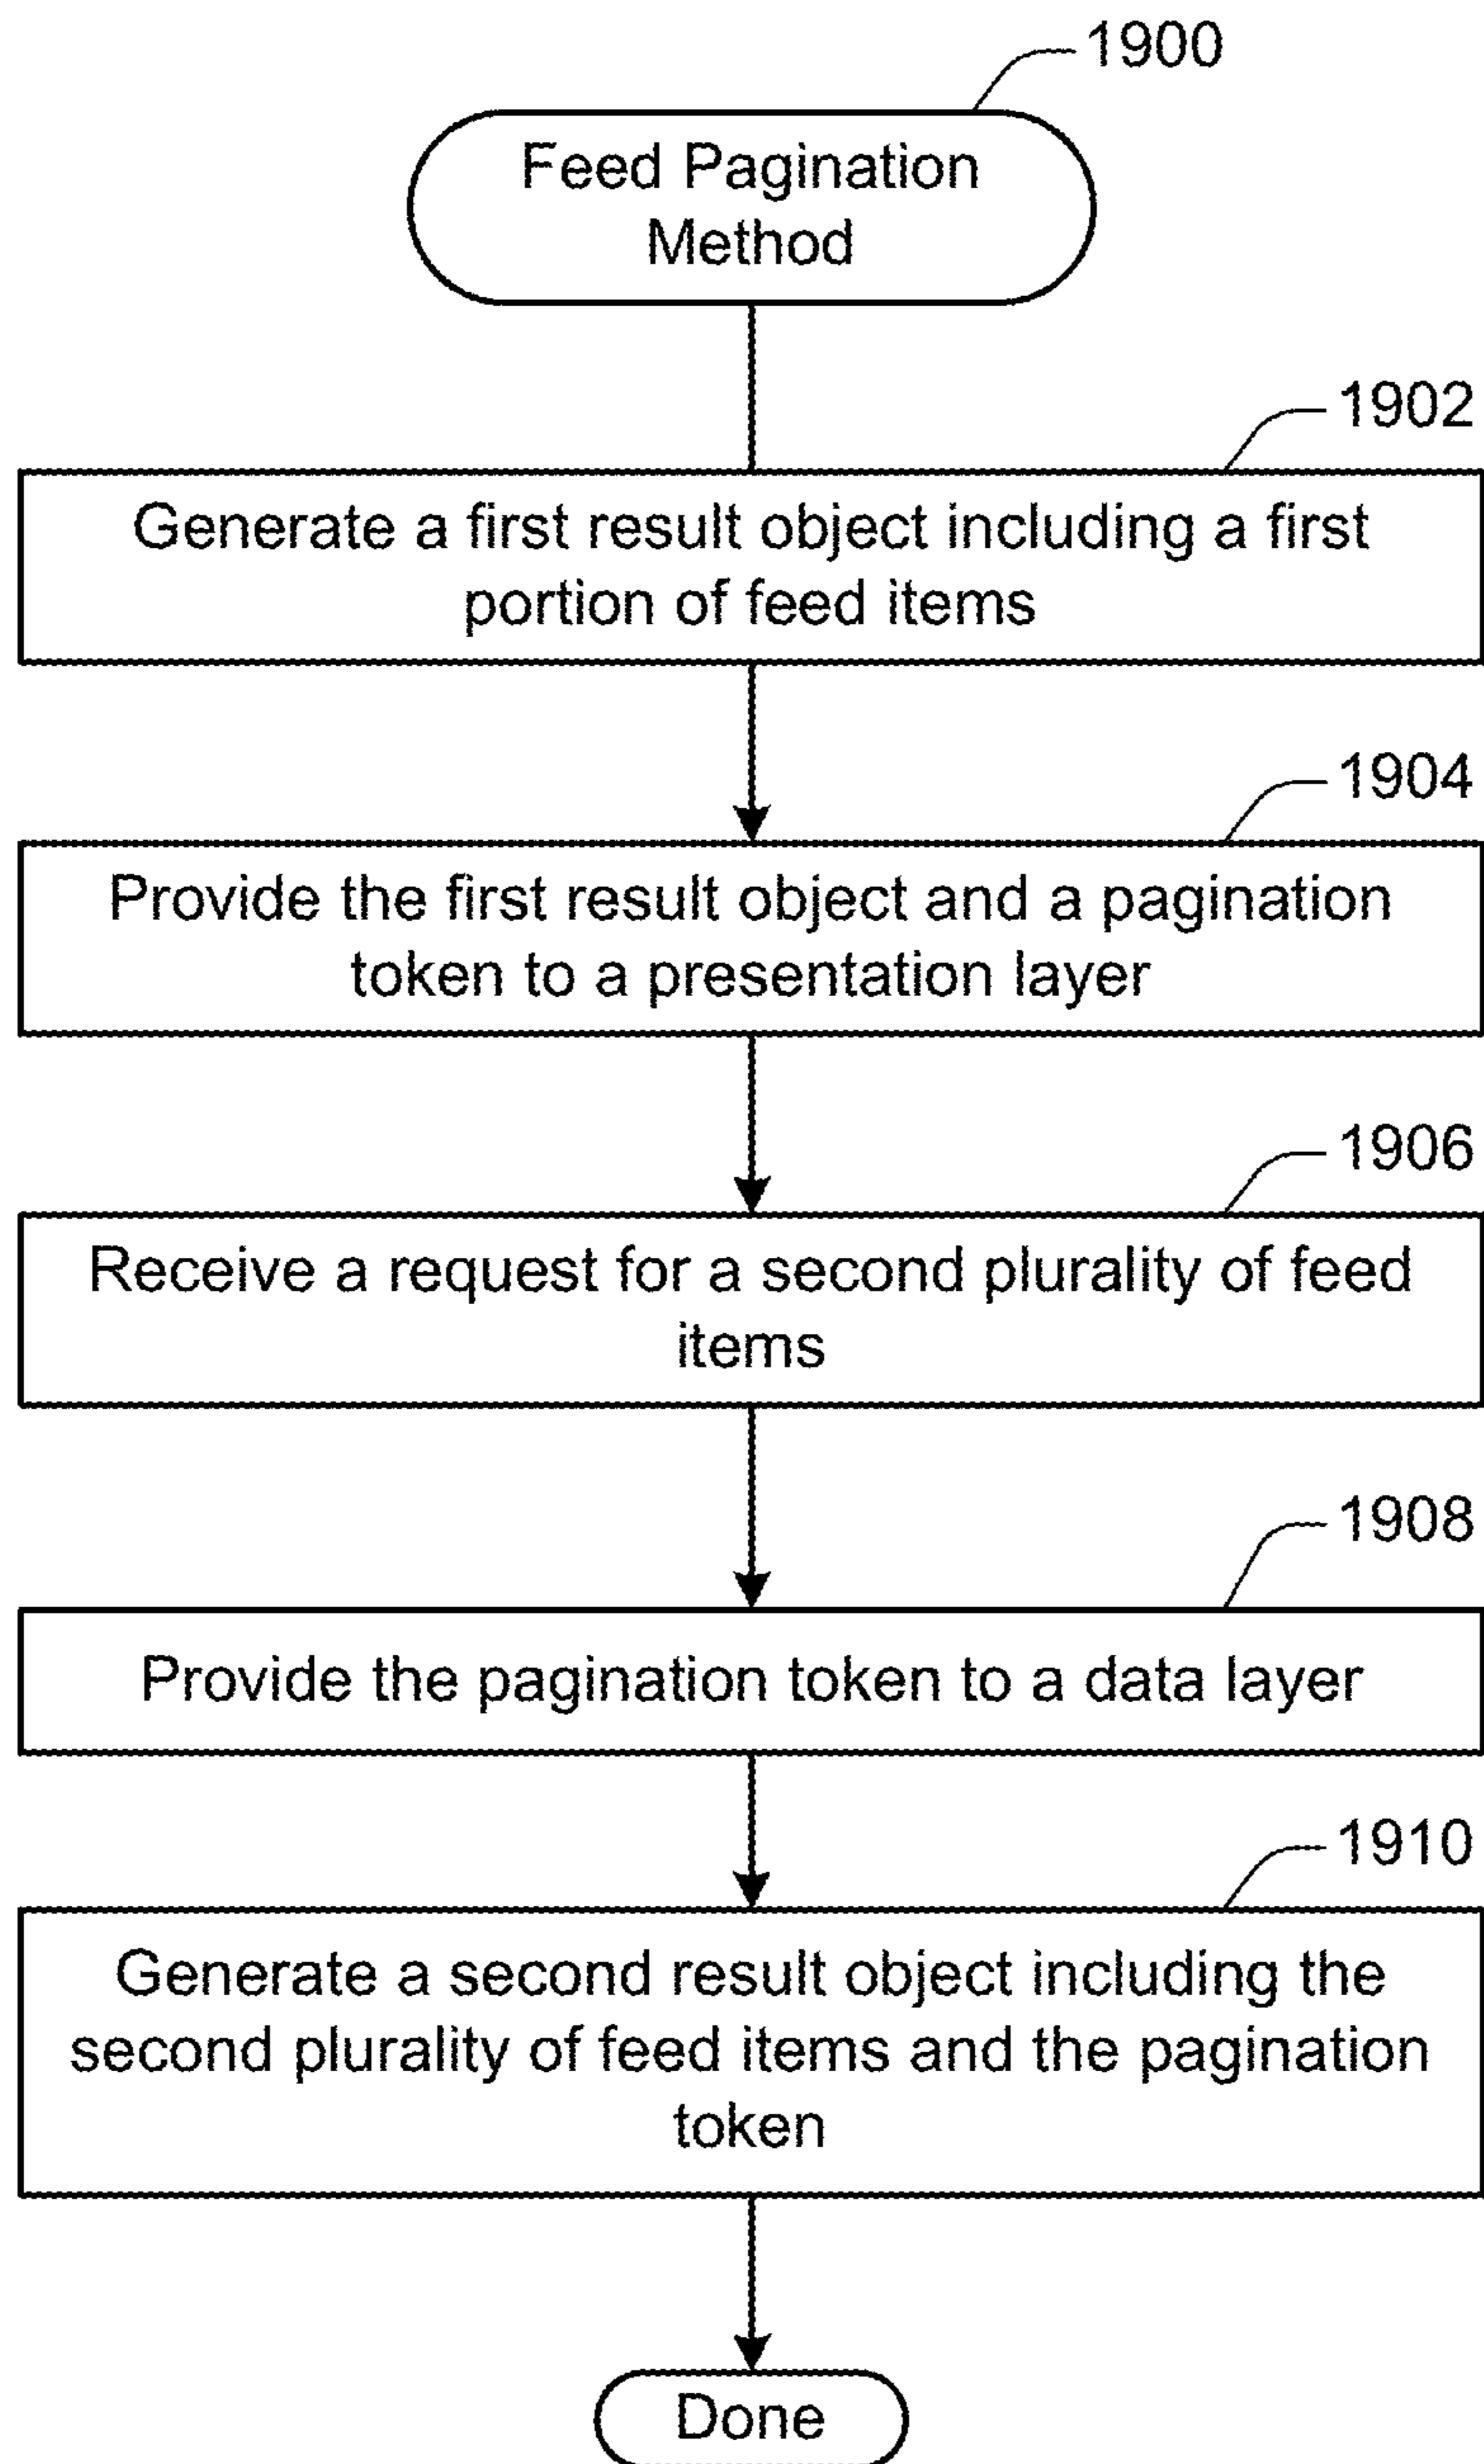 1900
Feed Pagination
Method
1902
Generate a first result object including a first
portion of feed items
1904
Provide the first result object and a pagination
token to a presentation layer
1906
Receive a request for a second plurality of feed
items
1908
Provide the pagination token to a data layer
1910
Generate a second result object including the
second plurality of feed items and the pagination
token
Done